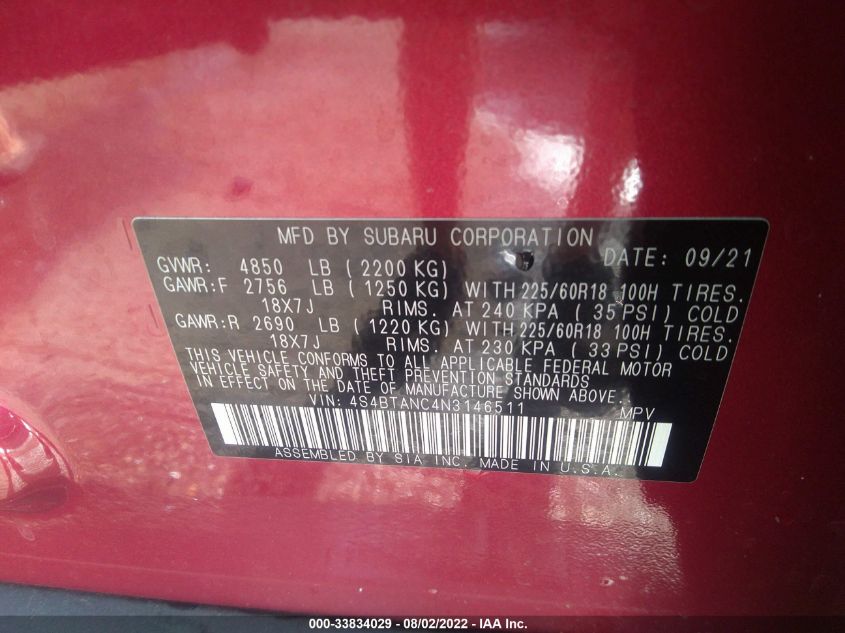 MFD BY SUBARU CORPORATION DATE: 09/21
GVWR: 4850 LB ( 2200 KG)
GAWR:F 2756 LB ( 1250 KG) WITH 225/60R18 100H TIRES.
18X7J RIMS. AT 240 KPA ( 35 PSI) COLD
GAWR:R 2690 LB ( 1220 KG) WITH 225/60R18 100H TIRES.
18X7J RIMS. AT 230 KPA ( 33 PSI) COLD
THIS VEHICLE CONFORMS TO ALL APPLICABLE FEDERAL MOTOR
VEHICLE SAFETY AND THEFT PREVENTION STANDARDS
IN EFFECT ON THE DATE OF MANUFACTURE SHOWN ABOVE.
VIN: 4S4BTANC4N3146511 MPV
ASSEMBLED BY SIA INC. MADE IN U.S.A.
000-33834029 - 08/02/2022 - IAA Inc.